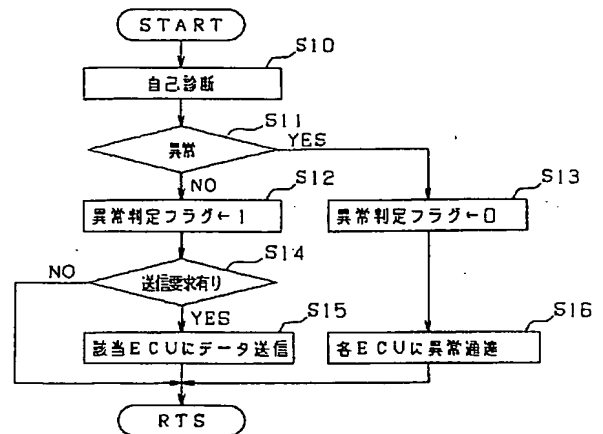 START
S10
自己診断
S11
異常
YES
NO
S12
S13
異常判定フラグ←1
異常判定フラグ←0
S14
NO
送信要求有り
YES
S15
S16
該当ECUにデータ送信
各ECUに異常通達
RTS